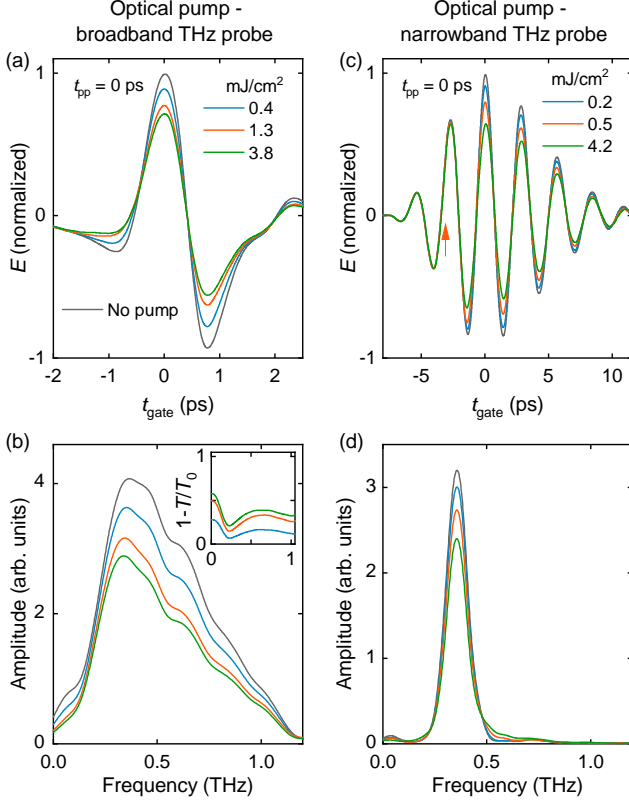 Optical pump -
broadband THz probe
Optical pump -
narrowband THz probe
(a)
t_pp = 0 ps
mJ/cm²
0.4
1.3
3.8
No pump
E (normalized)
1
0
-1
-2
-1
0
1
2
t_gate (ps)
(c)
t_pp = 0 ps
mJ/cm²
0.2
0.5
4.2
E (normalized)
1
0
-1
-5
0
5
10
t_gate (ps)
(b)
Amplitude (arb. units)
4
2
0
0.0
0.5
1.0
Frequency (THz)
1-T/T₀
1
0
0
1
(d)
Amplitude (arb. units)
3
2
1
0
0.0
0.5
1.0
Frequency (THz)